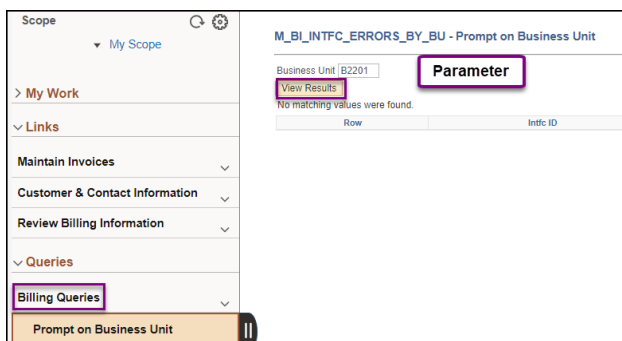 Scope
My Scope
My Work
Links
Maintain Invoices
Customer & Contact Information
Review Billing Information
Queries
Billing Queries
Prompt on Business Unit
M_BI_INTFC_ERRORS_BY_BU - Prompt on Business Unit
Business Unit B2201
Parameter
View Results
No matching values were found.
Row Intfc ID